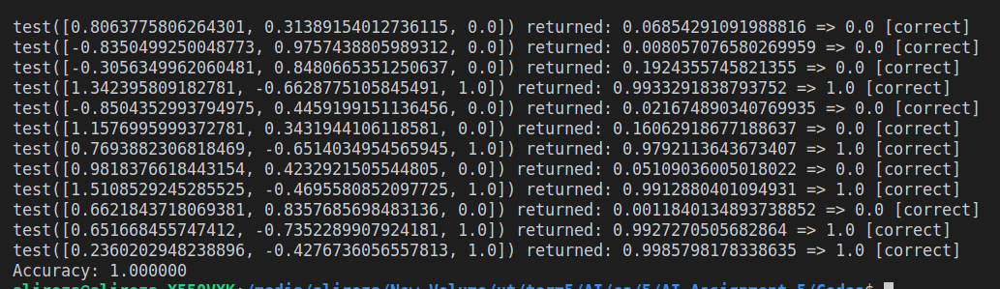 test([0.8063775806264301, 0.31389154012736115, 0.0]) returned: 0.06854291091988816 => 0.0 [correct]
test([-0.8350499250048773, 0.9757438805989312, 0.0]) returned: 0.008057076580269959 => 0.0 [correct]
test([-0.3056349962060481, 0.8480665351250637, 0.0]) returned: 0.1924355745821355 => 0.0 [correct]
test([1.342395809182781, -0.6628775105845491, 1.0]) returned: 0.9933291838793752 => 1.0 [correct]
test([-0.8504352993794975, 0.4459199151136456, 0.0]) returned: 0.021674890340769935 => 0.0 [correct]
test([1.1576995999372781, 0.3431944106118581, 0.0]) returned: 0.16062918677188637 => 0.0 [correct]
test([0.7693882306818469, -0.6514034954565945, 1.0]) returned: 0.9792113643673407 => 1.0 [correct]
test([0.9818376618443154, 0.4232921505544805, 0.0]) returned: 0.05109036005018022 => 0.0 [correct]
test([1.5108529245285525, -0.4695580852097725, 1.0]) returned: 0.9912880401094931 => 1.0 [correct]
test([0.6621843718069381, 0.8357685698483136, 0.0]) returned: 0.0011840134893738852 => 0.0 [correct]
test([0.651668455747412, -0.7352289907924181, 1.0]) returned: 0.9927270505682864 => 1.0 [correct]
test([0.2360202948238896, -0.4276736056557813, 1.0]) returned: 0.9985798178338635 => 1.0 [correct]
Accuracy: 1.000000